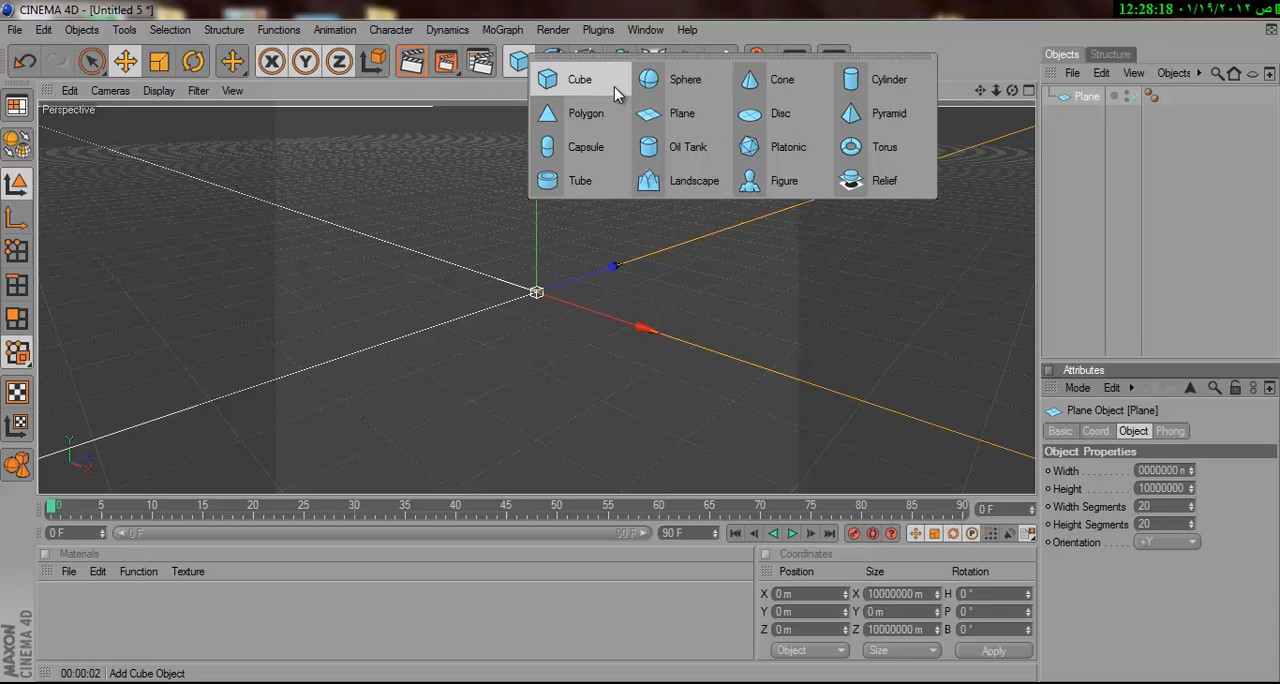 CINEMA 4D - [Untitled 5 *]
12:28:18 ص ٠١/١٩/٢٠١٢
File Edit Objects Tools Selection Structure Functions Animation Character Dynamics MoGraph Render Plugins Window Help
X Y Z
Edit Cameras Display Filter View
Perspective
Cube Sphere Cone Cylinder
Polygon Plane Disc Pyramid
Capsule Oil Tank Platonic Torus
Tube Landscape Figure Relief
Y
Z
X
Objects Structure
File Edit View Objects
Plane
Attributes
Mode Edit
Plane Object [Plane]
Basic Coord. Object Phong
Object Properties
Width 0000000 m
Height 10000000
Width Segments 20
Height Segments 20
Orientation +Y
0 5 10 15 20 25 30 35 40 45 50 55 60 65 70 75 80 85 90 0 F
0 F 0 F 90 F 90 F
Materials
File Edit Function Texture
Coordinates
Position Size Rotation
X 0 m X 10000000 m H 0 °
Y 0 m Y 0 m P 0 °
Z 0 m Z 10000000 m B 0 °
Object Size Apply
MAXON
CINEMA 4D
00:00:02 Add Cube Object